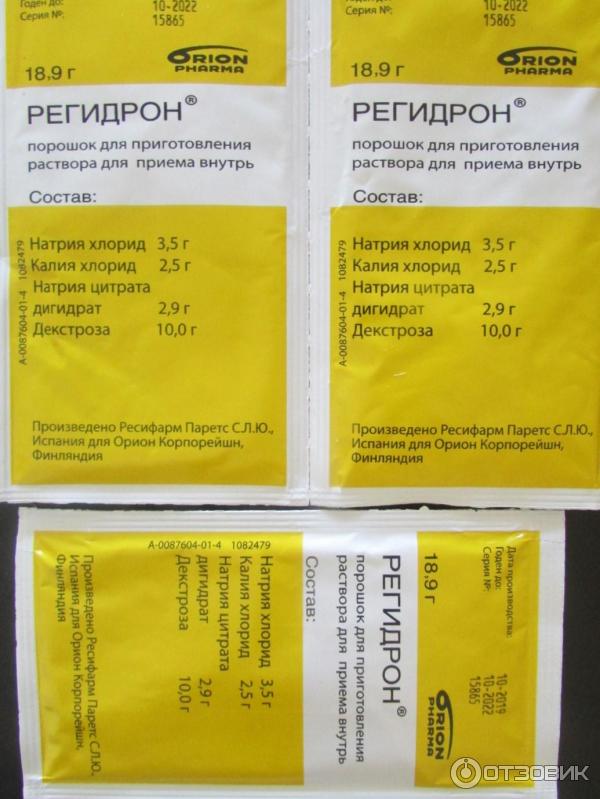 Годен до: 10-2022
Серия №: 15865
ORION
PHARMA
18,9 г
РЕГИДРОН®
порошок для приготовления
раствора для приема внутрь
Состав:
Натрия хлорид 3,5 г
Калия хлорид 2,5 г
Натрия цитрата
дигидрат 2,9 г
Декстроза 10,0 г
А-0087604-01-4 1082479
Произведено Ресифарм Паретс С.Л.Ю.,
Испания для Орион Корпорейшн,
Финляндия
Годен до: 10-2022
Серия №: 15865
ORION
PHARMA
18,9 г
РЕГИДРОН®
порошок для приготовления
раствора для приема внутрь
Состав:
Натрия хлорид 3,5 г
Калия хлорид 2,5 г
Натрия цитрата
дигидрат 2,9 г
Декстроза 10,0 г
А-0087604-01-4 1082479
Произведено Ресифарм Паретс С.Л.Ю.,
Испания для Орион Корпорейшн,
Финляндия
Дата производства: 10-2019
Годен до: 10-2022
Серия №: 15865
ORION
PHARMA
18,9 г
РЕГИДРОН®
порошок для приготовления
раствора для приема внутрь
Состав:
Натрия хлорид 3,5 г
Калия хлорид 2,5 г
Натрия цитрата
дигидрат 2,9 г
Декстроза 10,0 г
А-0087604-01-4 1082479
Произведено Ресифарм Паретс С.Л.Ю.,
Испания для Орион Корпорейшн,
Финляндия
ОТЗОВИК